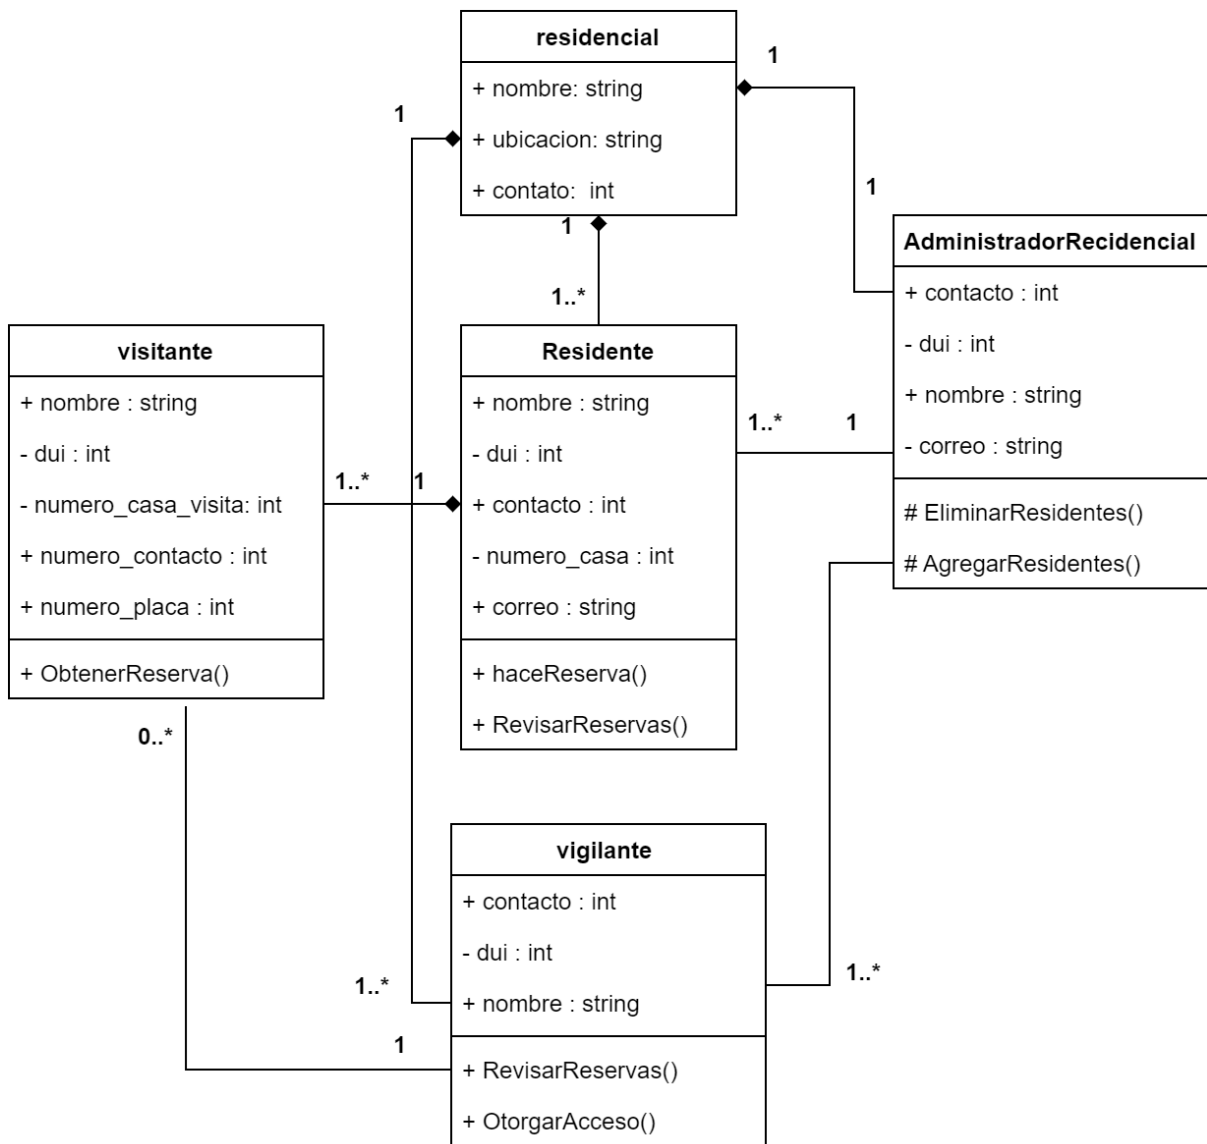 residencial
+ nombre: string
+ ubicacion: string
+ contato:  int
1
1
1
1
1..*
AdministradorRecidencial
+ contacto : int
- dui : int
+ nombre : string
- correo : string
# EliminarResidentes()
# AgregarResidentes()
visitante
+ nombre : string
- dui : int
- numero_casa_visita: int
+ numero_contacto : int
+ numero_placa : int
+ ObtenerReserva()
1..*
1
Residente
+ nombre : string
- dui : int
+ contacto : int
- numero_casa : int
+ correo : string
+ haceReserva()
+ RevisarReservas()
1..*
1
0..*
1..*
1
1..*
vigilante
+ contacto : int
- dui : int
+ nombre : string
+ RevisarReservas()
+ OtorgarAcceso()